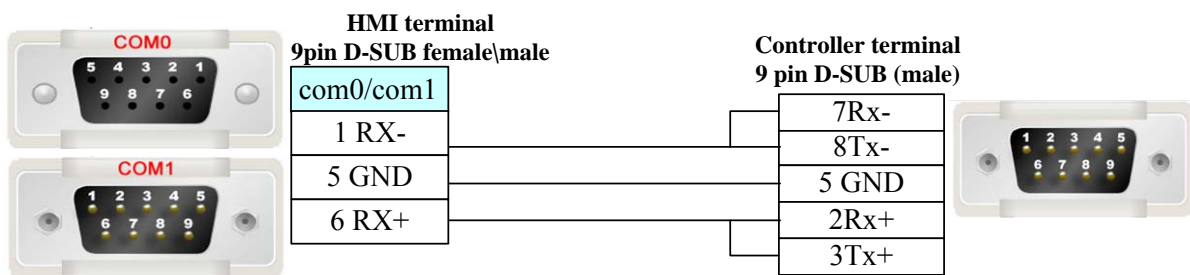 COM0
5 4 3 2 1
9 8 7 6
COM1
1 2 3 4 5
6 7 8 9
HMI terminal
9pin D-SUB female\male
com0/com1
1 RX-
5 GND
6 RX+
Controller terminal
9 pin D-SUB (male)
7Rx-
8Tx-
5 GND
2Rx+
3Tx+
1 2 3 4 5
6 7 8 9